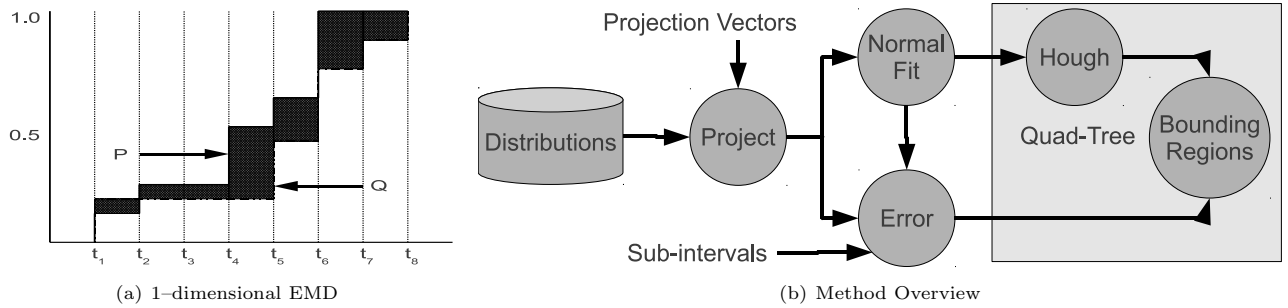 1.0
0.5
P
Q
t1 t2 t3 t4 t5 t6 t7 t8
(a) 1–dimensional EMD
Projection Vectors
Distributions
Project
Normal
Fit
Error
Sub-intervals
Hough
Quad-Tree
Bounding
Regions
(b) Method Overview